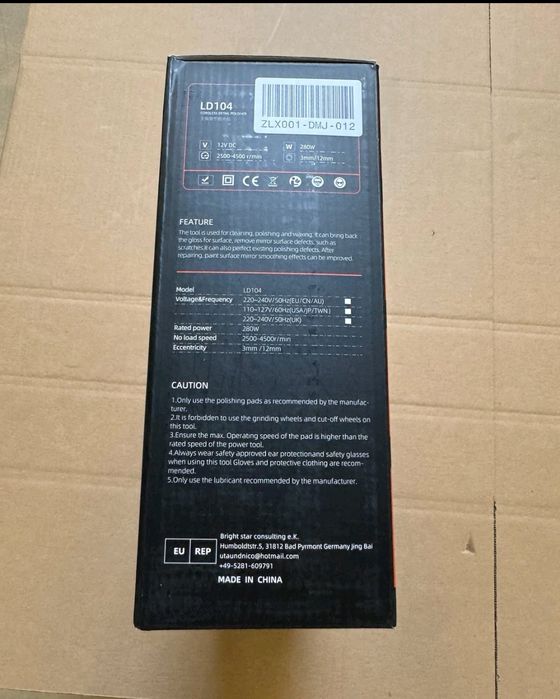 LD104
CORDLESS DETAIL POLISHER
ZLX001-DMJ-012
V 12V DC
W 280W
2500-4500 r/min
3mm/12mm
CE
FEATURE
The tool is used for cleaning, polishing and waxing. It can bring back
the gloss for surface, remove mirror surface defects, such as
scratches.It can also perfect existing polishing defects. After
repairing, paint surface mirror smoothing effects can be improved.
Model LD104
Voltage&Frequency 220~240V/50Hz(EU/CN/AU)
110~127V/60Hz(USA/JP/TWN)
220~240V/50Hz(UK)
Rated power 280W
No load speed 2500-4500r/min
Eccentricity 3mm /12mm
CAUTION
1.Only use the polishing pads as recommended by the manufac-
turer.
2.It is forbidden to use the grinding wheels and cut-off wheels on
this tool.
3.Ensure the max. Operating speed of the pad is higher than the
rated speed of the power tool.
4.Always wear safety approved ear protectionand safety glasses
when using this tool Gloves and protective clothing are recom-
mended.
5.Only use the lubricant recommended by the manufacturer.
EU REP
Bright star consulting e.K.
Humboldtstr.5, 31812 Bad Pyrmont Germany Jing Bai
utaundnico@hotmail.com
+49-5281-609791
MADE IN CHINA